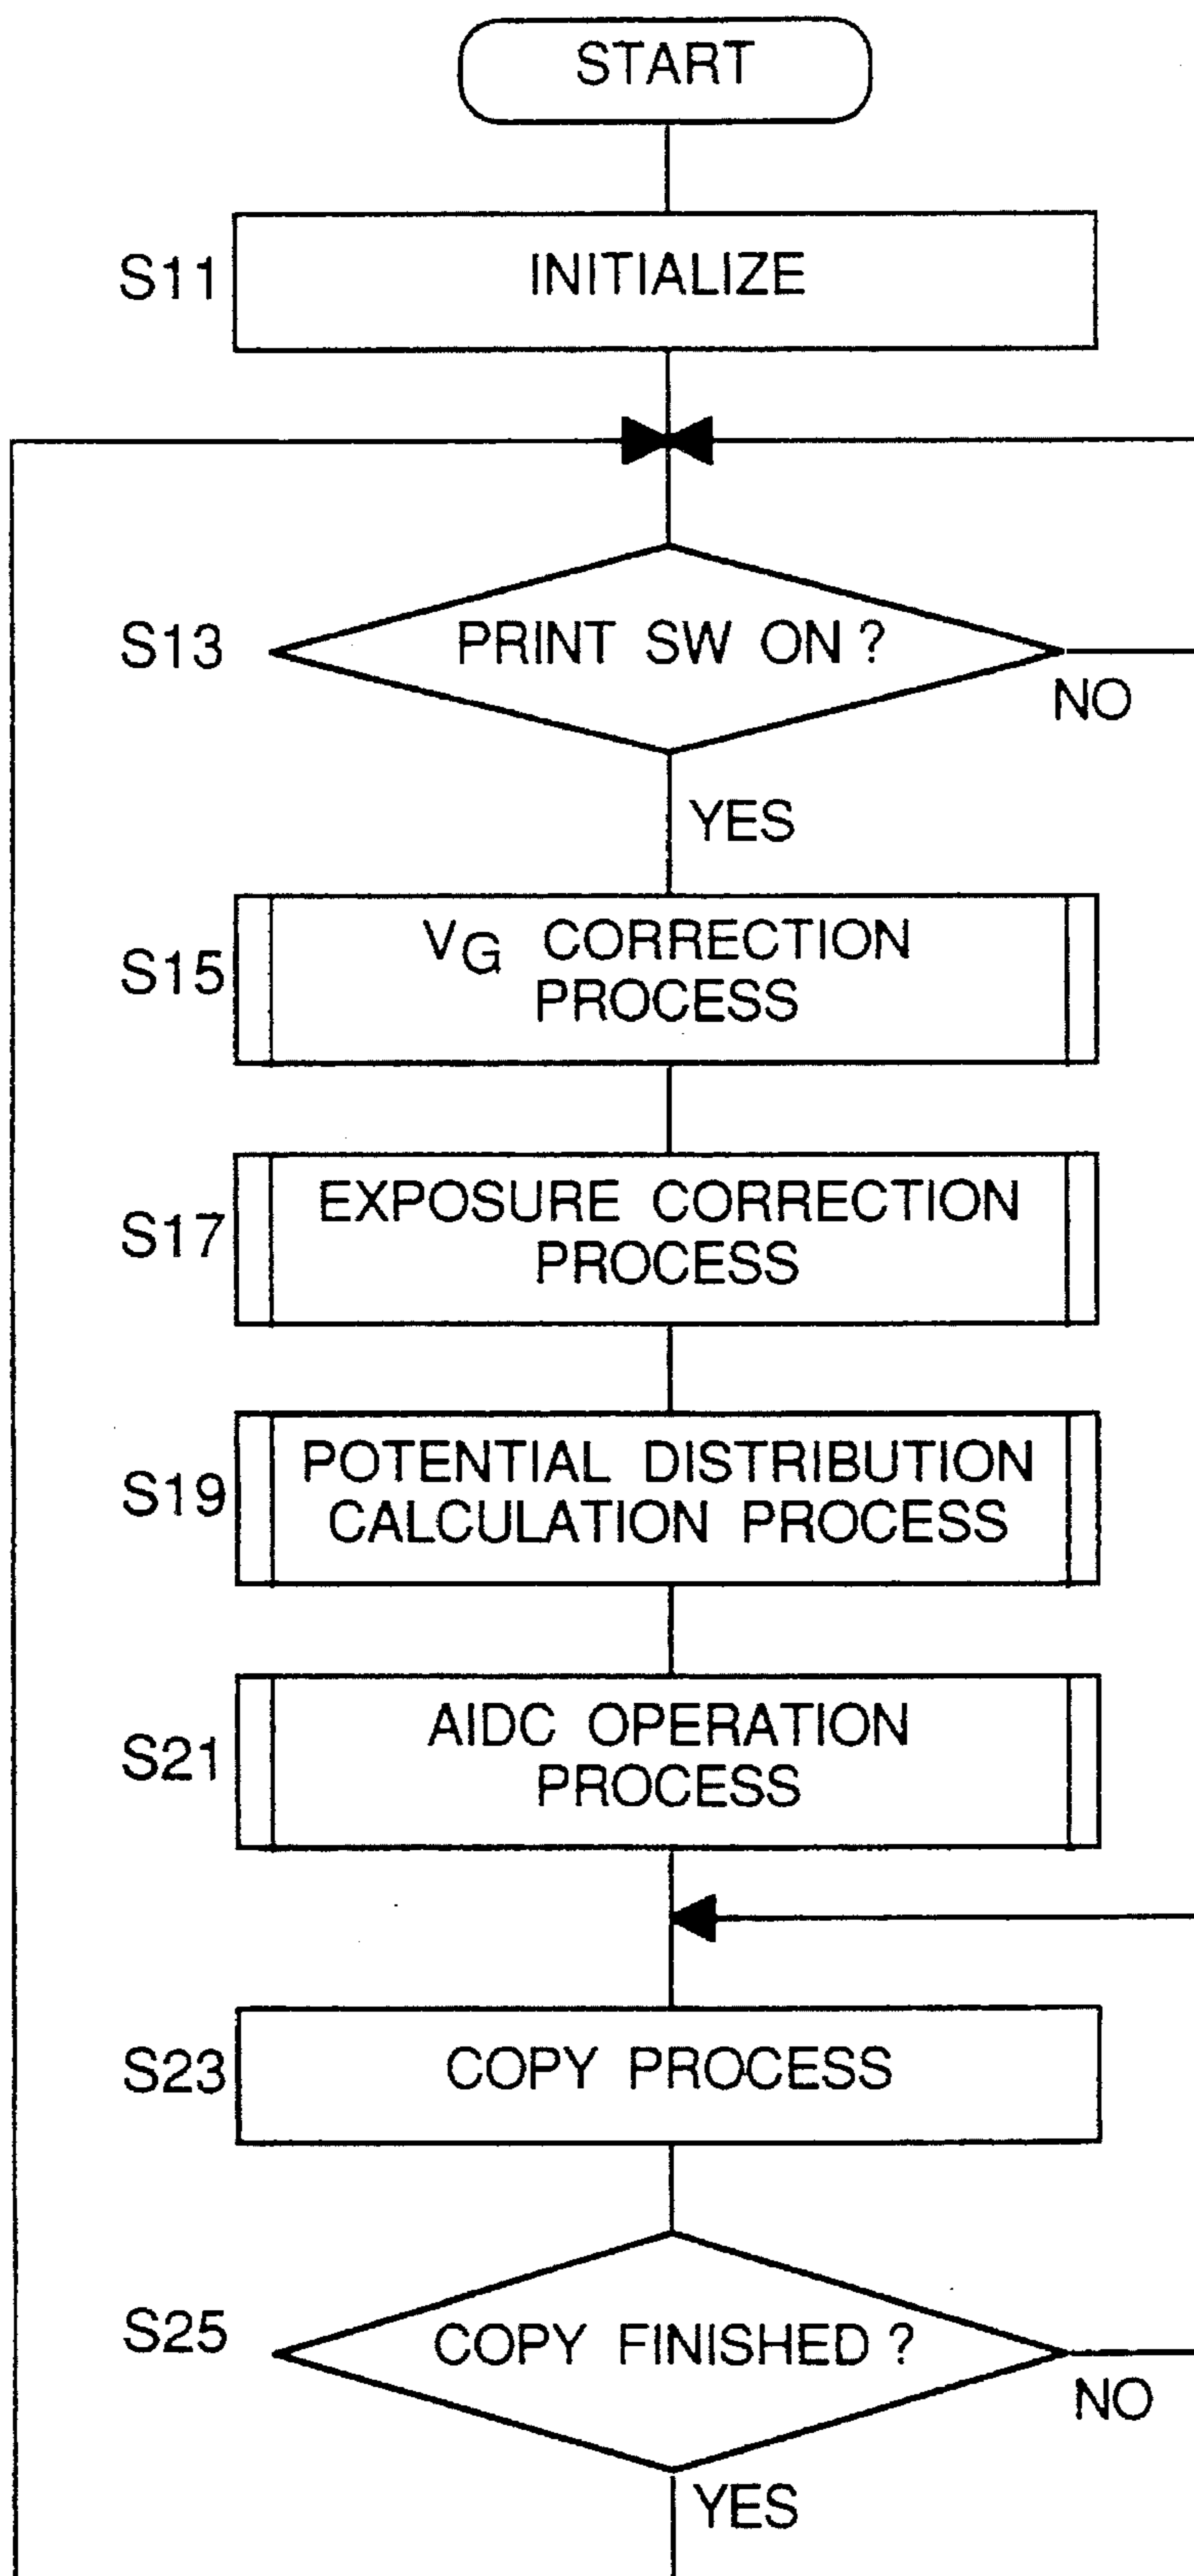 START
S11 INITIALIZE
S13 PRINT SW ON ?
NO
YES
S15 VG CORRECTION
PROCESS
S17 EXPOSURE CORRECTION
PROCESS
S19 POTENTIAL DISTRIBUTION
CALCULATION PROCESS
S21 AIDC OPERATION
PROCESS
S23 COPY PROCESS
S25 COPY FINISHED ?
NO
YES